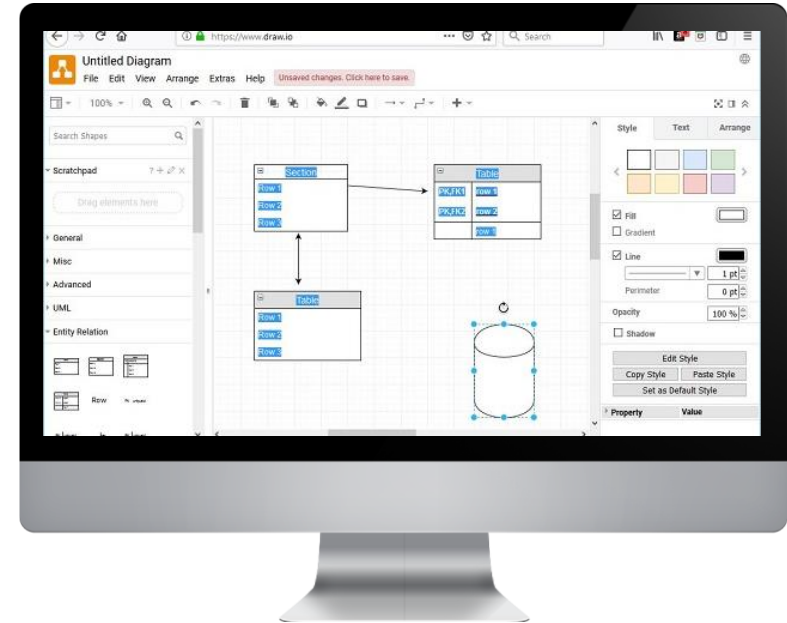 https://www.draw.io
Search
Untitled Diagram
File Edit View Arrange Extras Help Unsaved changes. Click here to save.
100%
Search Shapes
Scratchpad
Drag elements here
General
Misc
Advanced
UML
Entity Relation
Row
Section
Row 1
Row 2
Row 3
Table
PK,FK1 row 1
PK,FK2 row 2
row 1
Table
Row 1
Row 2
Row 3
Style Text Arrange
Fill
Gradient
Line
1 pt
Perimeter 0 pt
Opacity 100 %
Shadow
Edit Style
Copy Style Paste Style
Set as Default Style
Property Value